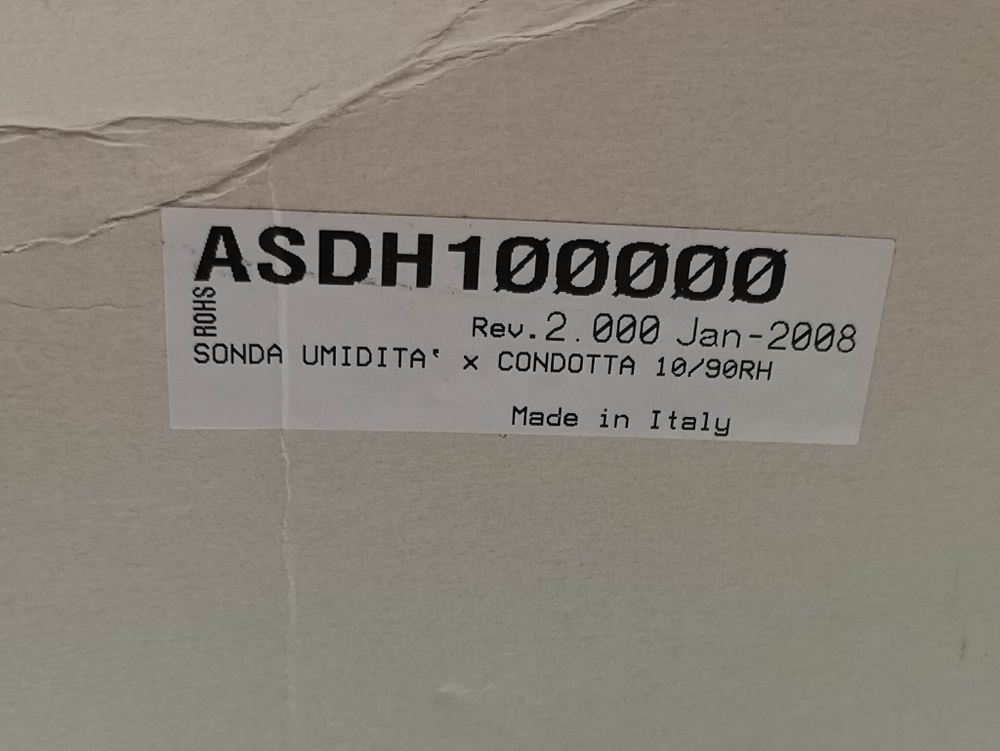 ASDH100000
ROHS
Rev.2.000 Jan-2008
SONDA UMIDITA' x CONDOTTA 10/90RH
Made in Italy